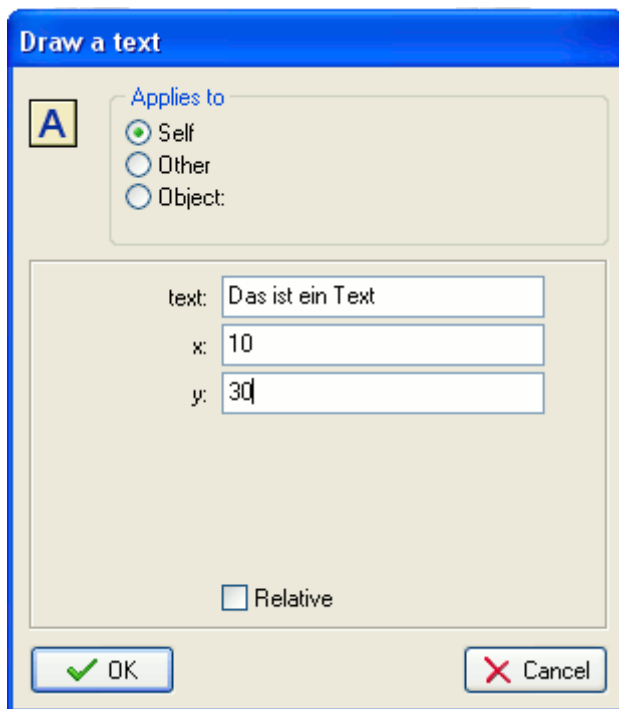 Draw a text
A
Applies to
Self
Other
Object:
text: Das ist ein Text
x: 10
y: 30
Relative
OK Cancel